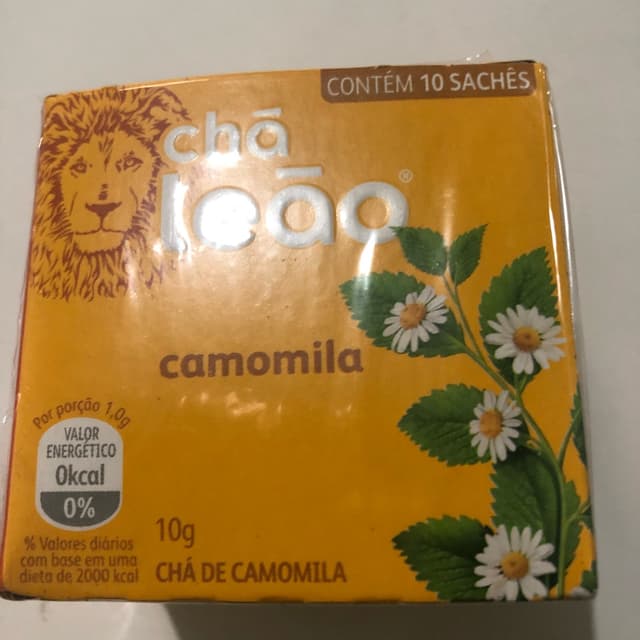 CONTÉM 10 SACHÊS
chá
leão®
camomila
Por porção 1,0g
VALOR
ENERGÉTICO
0kcal
0%
% Valores diários
com base em uma
dieta de 2000 kcal
10g
CHÁ DE CAMOMILA